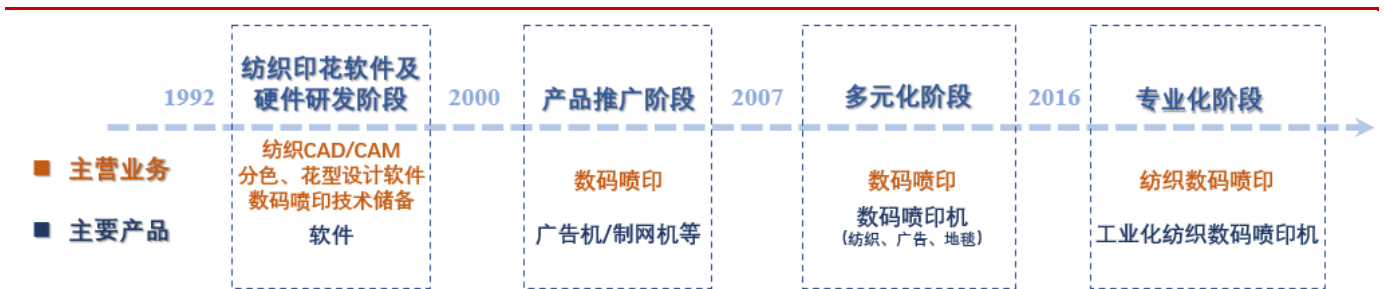 1992
纺织印花软件及
硬件研发阶段
2000
产品推广阶段
2007
多元化阶段
2016
专业化阶段
主营业务
纺织CAD/CAM
分色、花型设计软件
数码喷印技术储备
数码喷印
数码喷印
纺织数码喷印
主要产品
软件
广告机/制网机等
数码喷印机
(纺织、广告、地毯)
工业化纺织数码喷印机